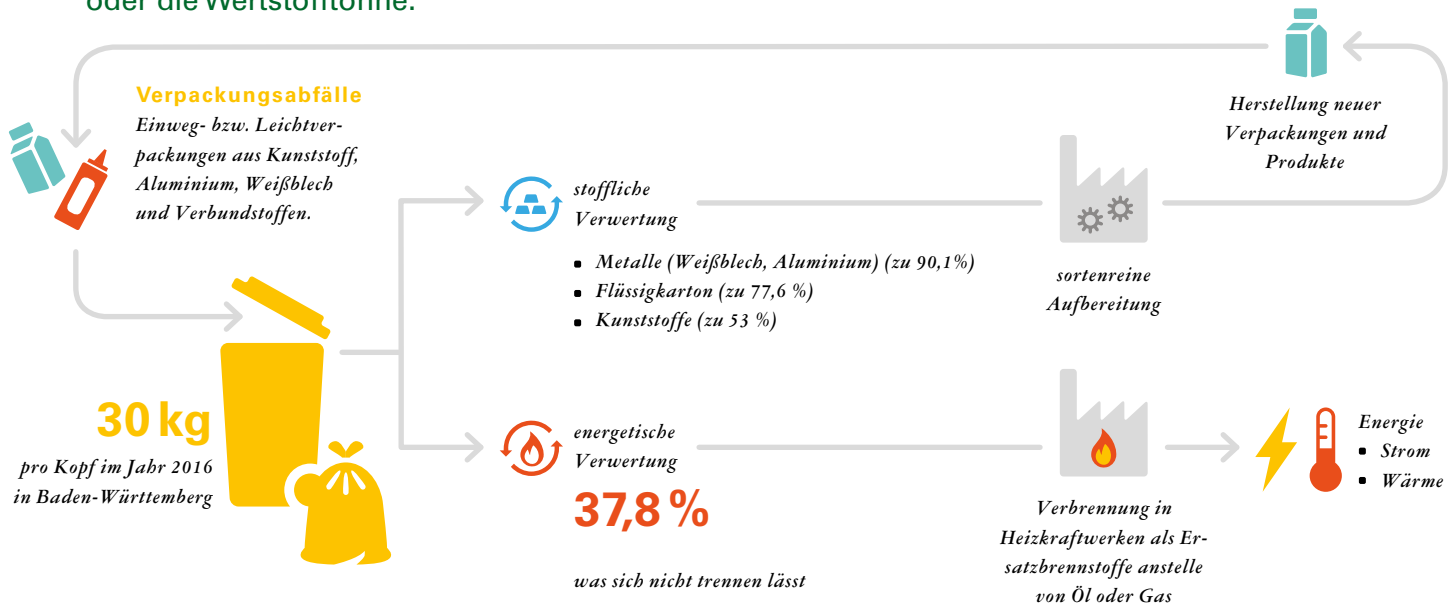 oder die Wertstofftonne.
Verpackungsabfälle
Einweg- bzw. Leichtver-
packungen aus Kunststoff,
Aluminium, Weißblech
und Verbundstoffen.
30 kg
pro Kopf im Jahr 2016
in Baden-Württemberg
stoffliche
Verwertung
▪ Metalle (Weißblech, Aluminium) (zu 90,1%)
▪ Flüssigkarton (zu 77,6 %)
▪ Kunststoffe (zu 53 %)
sortenreine
Aufbereitung
Herstellung neuer
Verpackungen und
Produkte
energetische
Verwertung
37,8 %
was sich nicht trennen lässt
Verbrennung in
Heizkraftwerken als Er-
satzbrennstoffe anstelle
von Öl oder Gas
Energie
▪ Strom
▪ Wärme